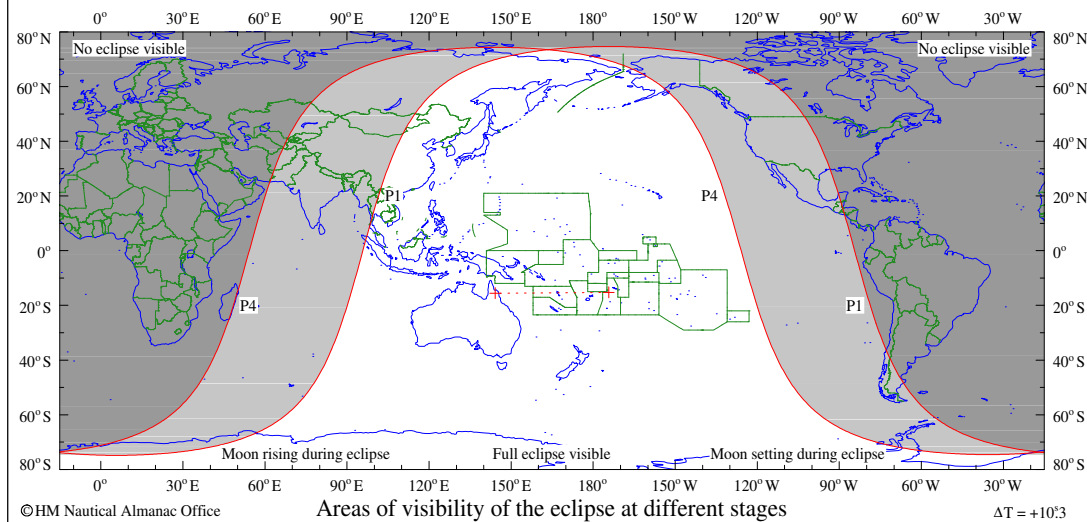 0° 30° E 60° E 90° E 120° E 150° E 180° 150° W 120° W 90° W 60° W 30° W
80° N No eclipse visible No eclipse visible 80° N
60° N 60° N
40° N 40° N
20° N P1 P4 20° N
0° 0°
20° S P4 P1 20° S
40° S 40° S
60° S 60° S
80° S Moon rising during eclipse Full eclipse visible Moon setting during eclipse 80° S
0° 30° E 60° E 90° E 120° E 150° E 180° 150° W 120° W 90° W 60° W 30° W
©HM Nautical Almanac Office Areas of visibility of the eclipse at different stages ΔT = +10ˢ.3